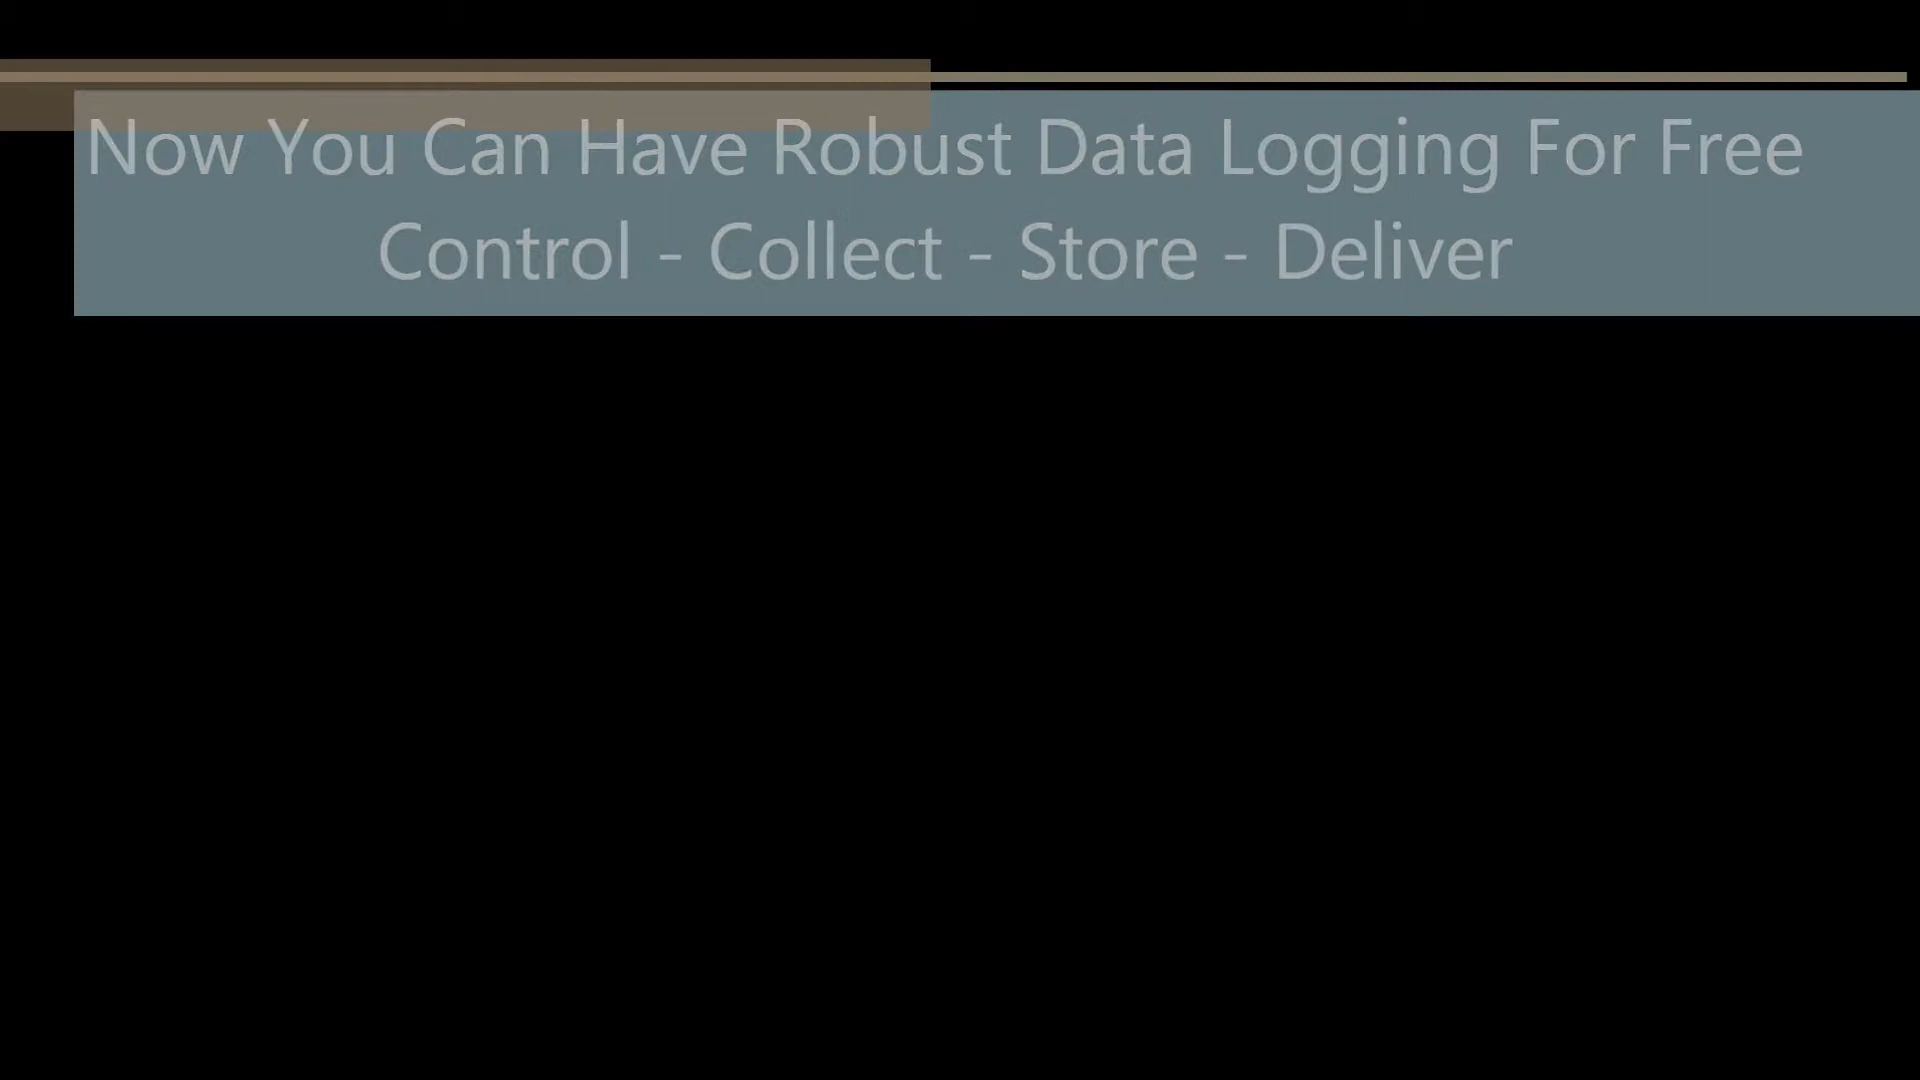 Now You Can Have Robust Data Logging For Free
Control - Collect - Store - Deliver